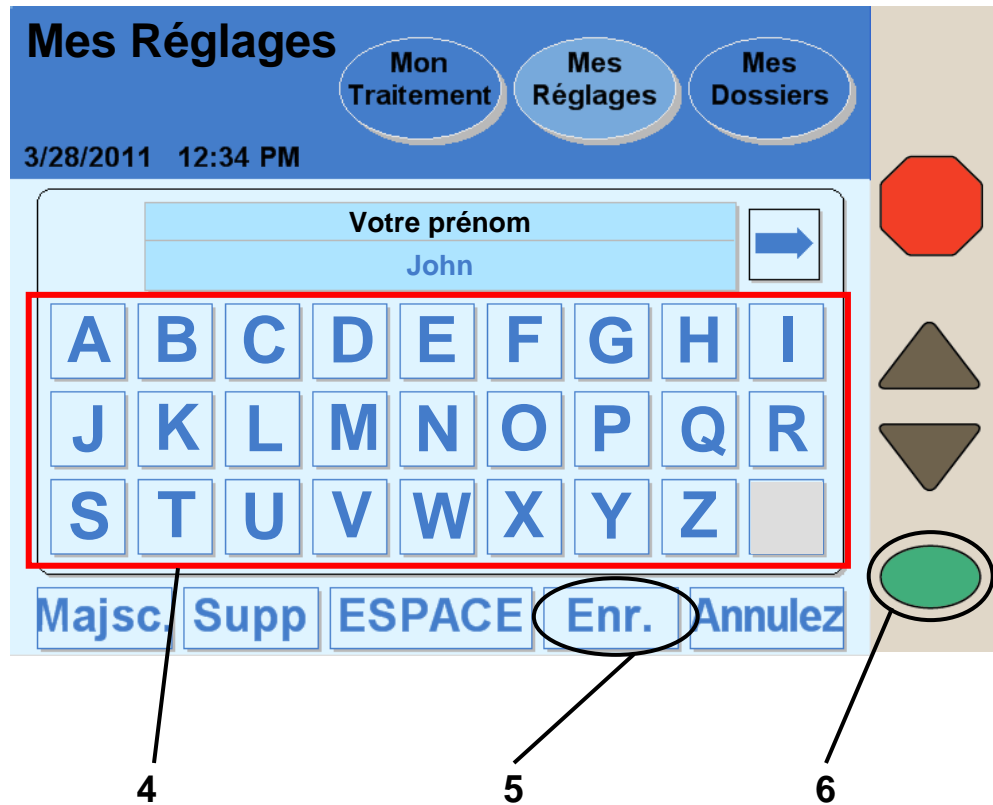 Mes Réglages
Mon
Traitement
Mes
Réglages
Mes
Dossiers
3/28/2011 12:34 PM
Votre prénom
John
A B C D E F G H I
J K L M N O P Q R
S T U V W X Y Z
Majsc. Supp ESPACE Enr. Annulez
4 5 6